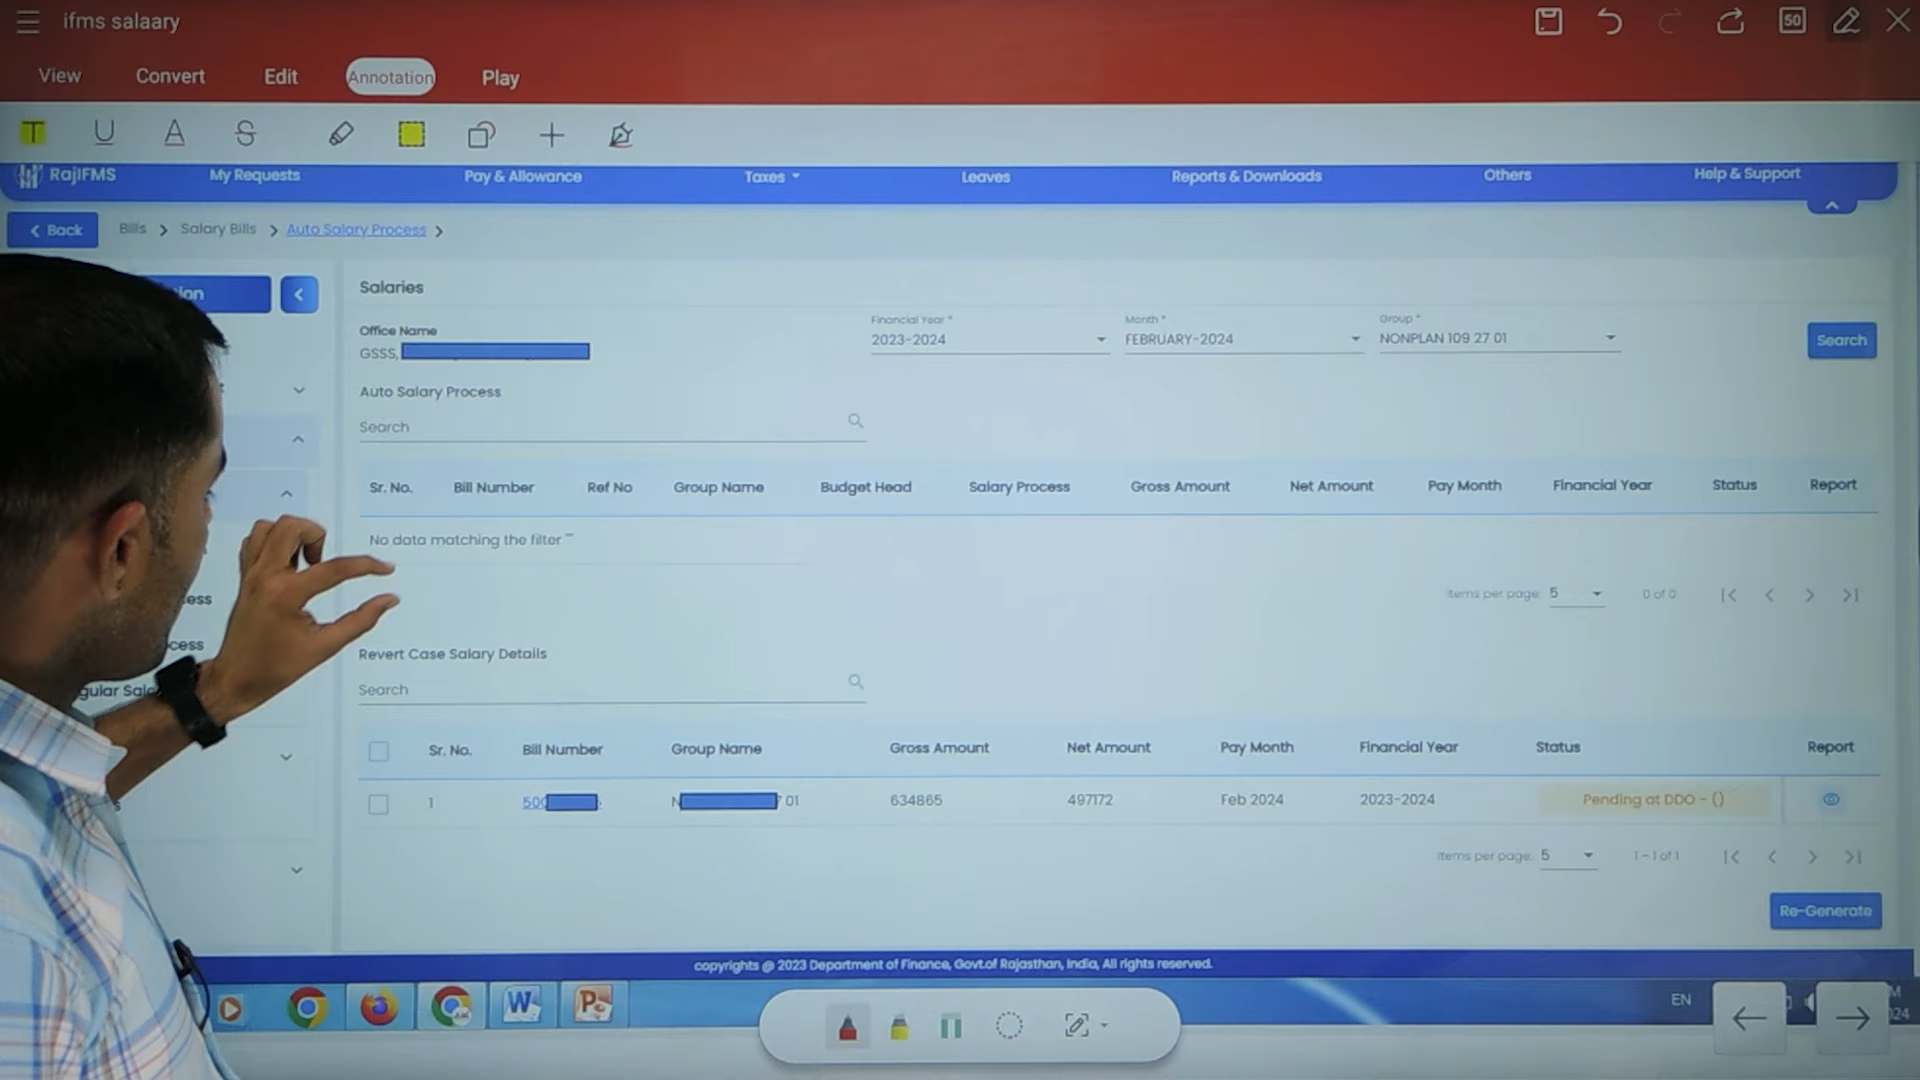 ifms salaary
50
View Convert Edit Annotation Play
T U A S
RajIFMS My Requests Pay & Allowance Taxes Leaves Reports & Downloads Others Help & Support
Back Bills Salary Bills Auto Salary Process
Salaries
Office Name
GSSS,
Financial Year *
2023-2024
Month *
FEBRUARY-2024
Group *
NONPLAN 109 27 01
Search
Auto Salary Process
Search
Sr. No. Bill Number Ref No Group Name Budget Head Salary Process Gross Amount Net Amount Pay Month Financial Year Status Report
No data matching the filter ""
Items per page: 5 0 of 0
Revert Case Salary Details
Search
Sr. No. Bill Number Group Name Gross Amount Net Amount Pay Month Financial Year Status Report
1 500 N 01 634865 497172 Feb 2024 2023-2024 Pending at DDO - ()
Items per page: 5 1 - 1 of 1
Re-Generate
copyrights @ 2023 Department of Finance, Govt.of Rajasthan, India, All rights reserved.
EN